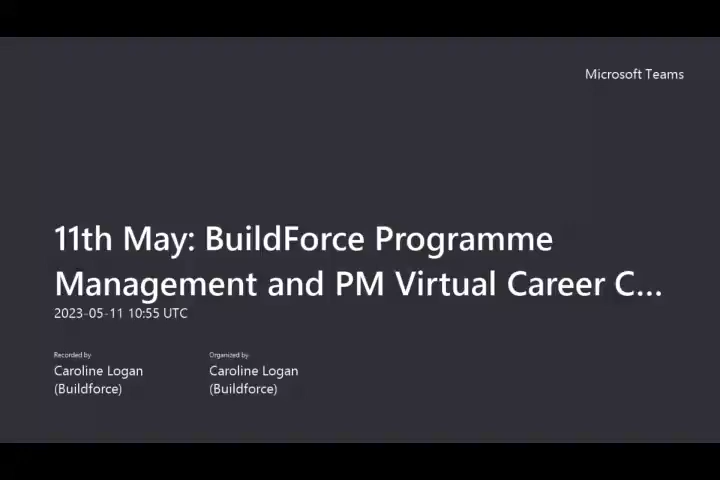 Microsoft Teams
11th May: BuildForce Programme
Management and PM Virtual Career C...
2023-05-11 10:55 UTC
Recorded by
Organized by
Caroline Logan
(Buildforce)
Caroline Logan
(Buildforce)